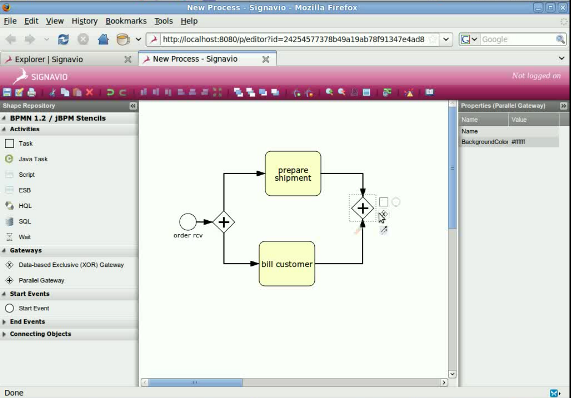 New Process - Signavio - Mozilla Firefox
File Edit View History Bookmarks Tools Help
http://localhost:8080/p/editor?id=24254577378b49a19ab78f91347e4ad8
Google
Explorer | Signavio
New Process - Signavio
SIGNAVIO
Not logged on
Shape Repository
Properties (Parallel Gateway)
BPMN 1.2 / jBPM Stencils
Name Value
Activities
Name
Task
BackgroundColor #ffffff
Java Task
Script
ESB
HQL
SQL
Wait
Gateways
Data-based Exclusive (XOR) Gateway
Parallel Gateway
Start Events
Start Event
End Events
Connecting Objects
prepare
shipment
order rcv
bill customer
Done